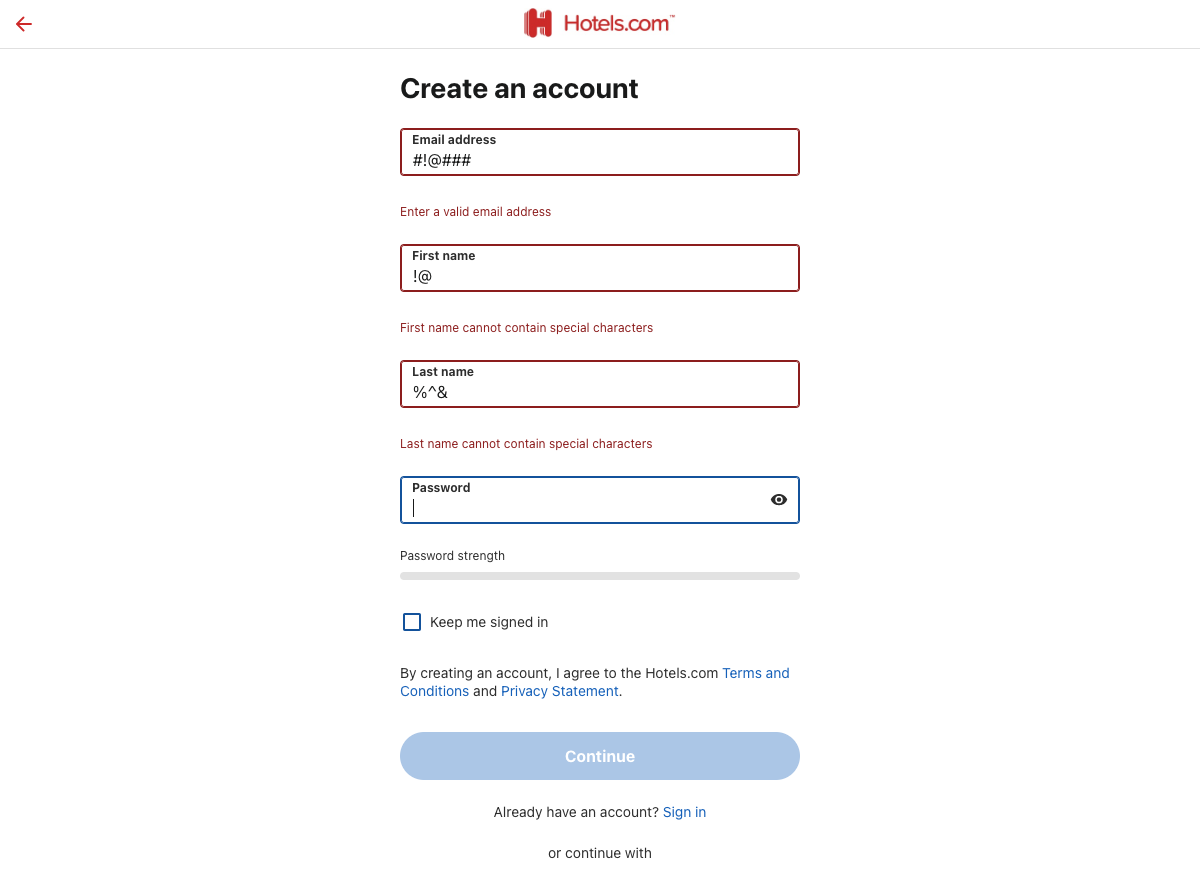 Hotels.com™
Create an account
Email address
#!@###
Enter a valid email address
First name
!@
First name cannot contain special characters
Last name
%^&
Last name cannot contain special characters
Password
Password strength
Keep me signed in
By creating an account, I agree to the Hotels.com Terms and
Conditions and Privacy Statement.
Continue
Already have an account? Sign in
or continue with